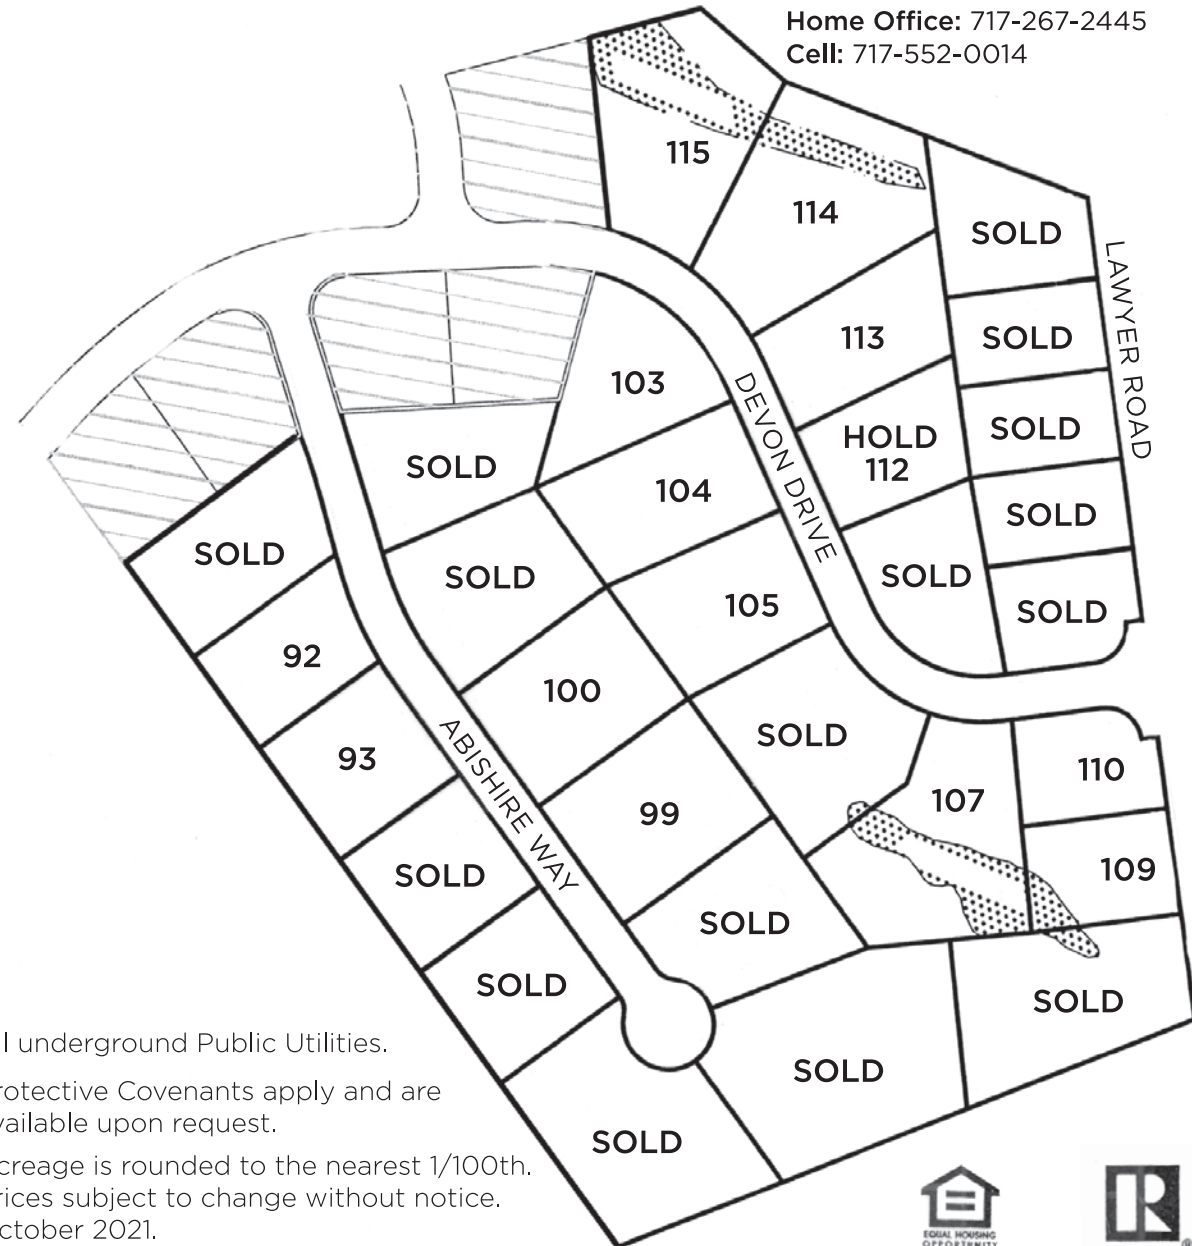 Home Office: 717-267-2445
Cell: 717-552-0014
115
114
SOLD
LAWYER ROAD
113
SOLD
103
DEVON DRIVE
HOLD
112
SOLD
SOLD
104
SOLD
SOLD
SOLD
SOLD
105
SOLD
92
100
93
ABISHIRE WAY
SOLD
107
110
99
109
SOLD
SOLD
SOLD
SOLD
SOLD
SOLD
l underground Public Utilities.
rotective Covenants apply and are
vailable upon request.
creage is rounded to the nearest 1/100th.
rices subject to change without notice.
ctober 2021.
EQUAL HOUSING
OPPORTUNITY
R
®